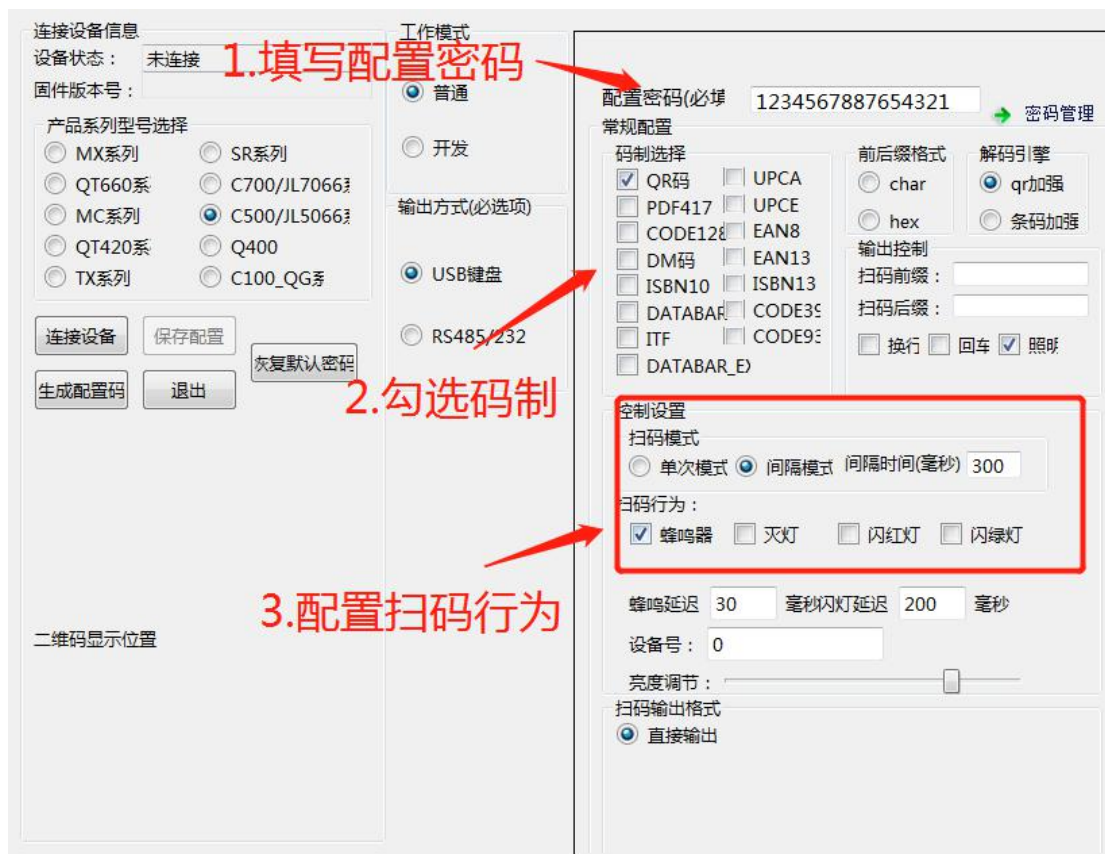 连接设备信息
设备状态： 未连接
固件版本号：
产品系列型号选择
MX系列 SR系列
QT660系 C700/JL7066
MC系列 C500/JL5066
QT420系 Q400
TX系列 C100_QG系
连接设备 保存配置 恢复默认密码
生成配置码 退出
二维码显示位置
工作模式
普通
开发
输出方式(必选项)
USB键盘
RS485/232
1.填写配置密码
2.勾选码制
3.配置扫码行为
配置密码(必填 1234567887654321 密码管理
常规配置
码制选择
QR码 UPCA
PDF417 UPCE
CODE128 EAN8
DM码 EAN13
ISBN10 ISBN13
DATABAR CODE39
ITF CODE93
DATABAR_E
前后缀格式
char
hex
解码引擎
qr加强
条码加强
输出控制
扫码前缀：
扫码后缀：
换行 回车 照明
控制设置
扫码模式
单次模式 间隔模式 间隔时间(毫秒) 300
扫码行为：
蜂鸣器 灭灯 闪红灯 闪绿灯
蜂鸣延迟 30 毫秒闪灯延迟 200 毫秒
设备号： 0
亮度调节：
扫码输出格式
直接输出